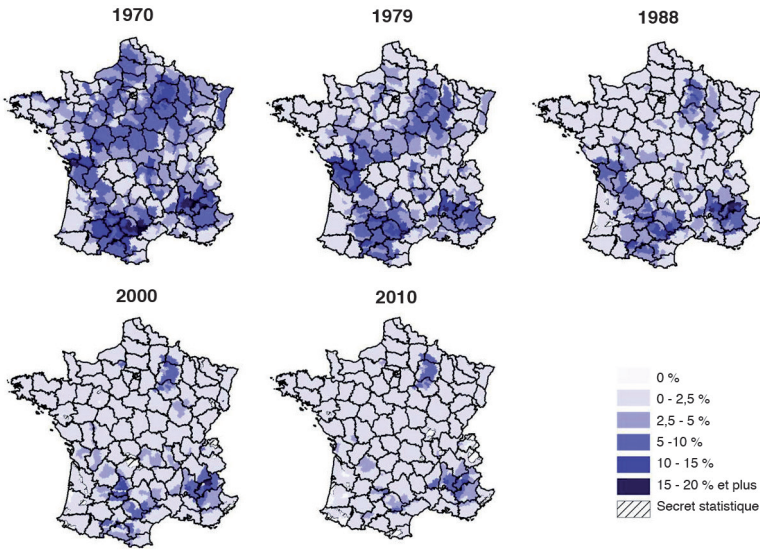 1970
1979
1988
2000
2010
0 %
0 - 2,5 %
2,5 - 5 %
5 -10 %
10 - 15 %
15 - 20 % et plus
Secret statistique